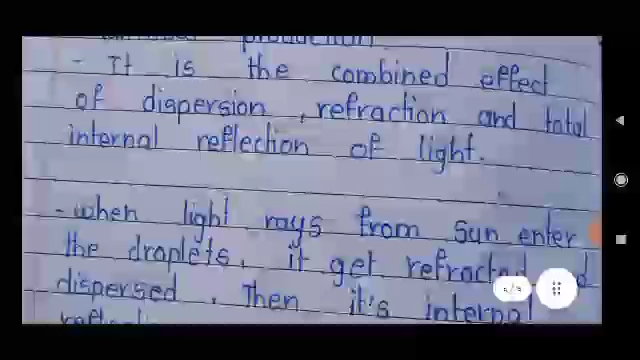 production
- It is the combined effect
of dispersion , refraction and total
internal reflection of light.
- when light rays from sun enter
the droplets. it get refracted
dispersed . Then it's internal